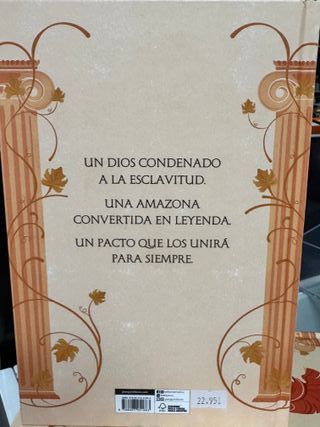 UN DIOS CONDENADO
A LA ESCLAVITUD.
UNA AMAZONA
CONVERTIDA EN LEYENDA.
UN PACTO QUE LOS UNIRÁ
PARA SIEMPRE.
22,95€